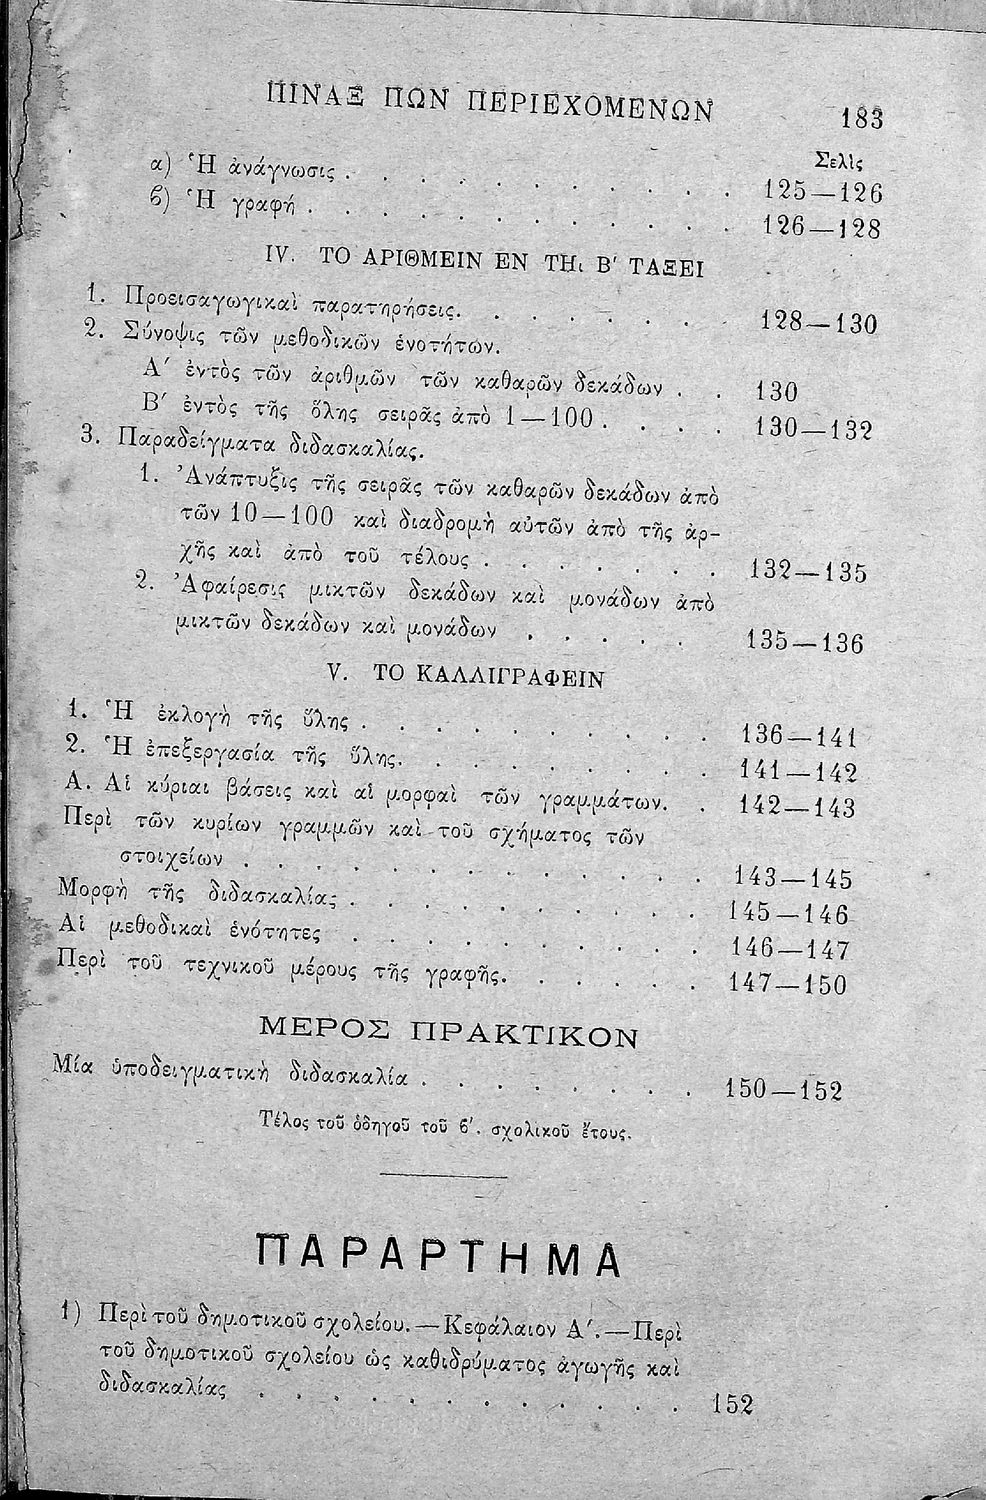 ΠΙΝΑΞ ΠΩΝ ΠΕΡΙΕΧΟΜΕΝΩΝ 183
Σελὶς
α) Ἡ ἀνάγνωσις . . . . . . . . . . . 125—126
ϐ) Ἡ γραφή . . . . . . . . . . . . 126—128
IV. ΤΟ ΑΡΙΘΜΕΙΝ ΕΝ ΤΗι Β′ ΤΑΞΕΙ
1. Προεισαγωγικαὶ παρατηρήσεις. . . . . . . 128—130
2. Σύνοψις τῶν μεθοδικῶν ἑνοτήτων.
Α′ ἐντὸς τῶν ἀριθμῶν τῶν καθαρῶν δεκάδων . . 130
Β′ ἐντὸς τῆς ὅλης σειρᾶς ἀπὸ 1—100 . . . . 130—132
3. Παραδείγματα διδασκαλίας.
1. Ἀνάπτυξις τῆς σειρᾶς τῶν καθαρῶν δεκάδων ἀπὸ
τῶν 10—100 καὶ διαδρομὴ αὐτῶν ἀπὸ τῆς ἀρ-
χῆς καὶ ἀπὸ τοῦ τέλους . . . . . . . 132—135
2. Ἀφαίρεσις μικτῶν δεκάδων καὶ μονάδων ἀπὸ
μικτῶν δεκάδων καὶ μονάδων . . . . . 135—136
V. ΤΟ ΚΑΛΛΙΓΡΑΦΕΙΝ
1. Ἡ ἐκλογὴ τῆς ὕλης . . . . . . . . . . 136—141
2. Ἡ ἐπεξεργασία τῆς ὕλης. . . . . . . . . 141—142
Α. Αἱ κύριαι βάσεις καὶ αἱ μορφαὶ τῶν γραμμάτων. . 142—143
Περὶ τῶν κυρίων γραμμῶν καὶ τοῦ σχήματος τῶν
στοιχείων . . . . . . . . . . . . . 143—145
Μορφὴ τῆς διδασκαλίας . . . . . . . . . . 145—146
Αἱ μεθοδικαὶ ἑνότητες . . . . . . . . . . 146—147
Περὶ τοῦ τεχνικοῦ μέρους τῆς γραφῆς. . . . . . 147—150
ΜΕΡΟΣ ΠΡΑΚΤΙΚΟΝ
Μία ὑποδειγματικὴ διδασκαλία . . . . . . . . 150—152
Τέλος τοῦ ὁδηγοῦ τοῦ ϐ′. σχολικοῦ ἔτους.
ΠΑΡΑΡΤΗΜΑ
1) Περὶ τοῦ δημοτικοῦ σχολείου.—Κεφάλαιον Α′.—Περὶ
τοῦ δημοτικοῦ σχολείου ὡς καθιδρύματος ἀγωγῆς καὶ
διδασκαλίας . . . . . . . . . . . . 152